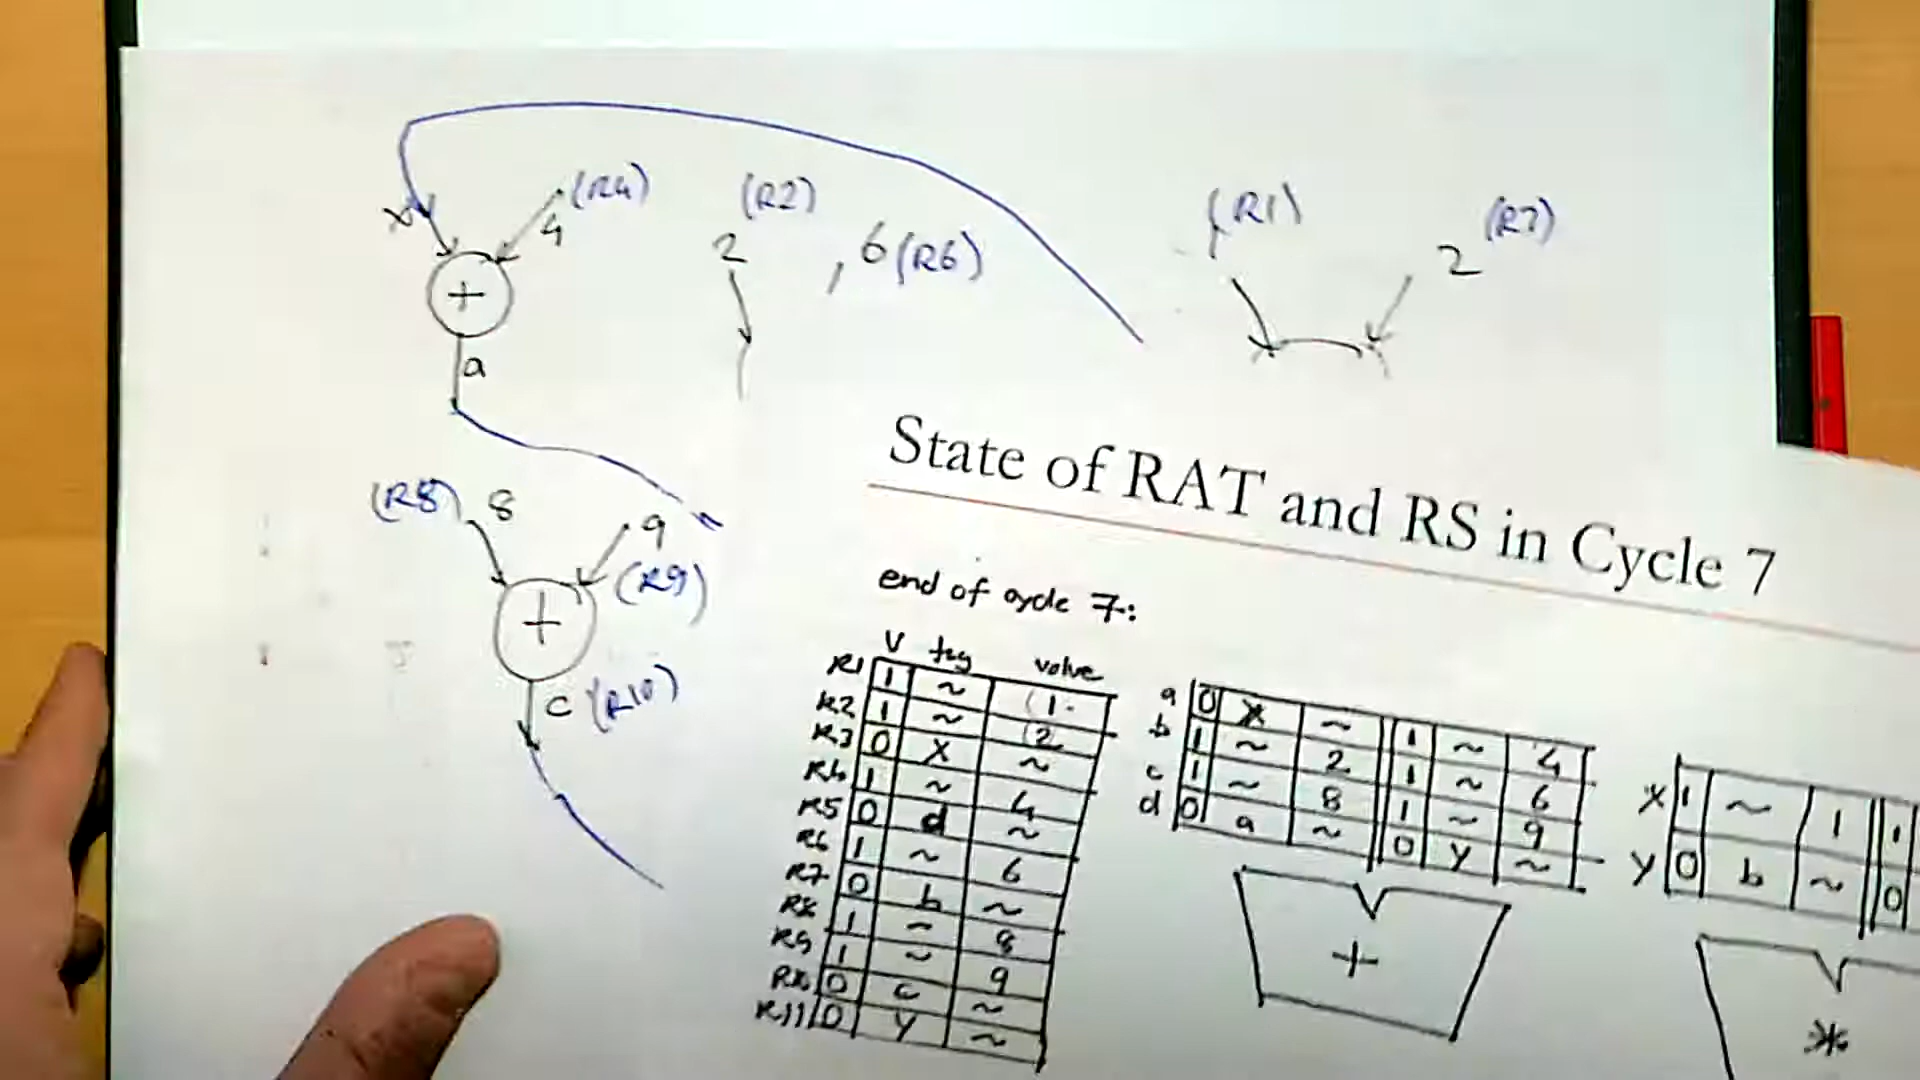 (R4)
4
x
+
a
(R2)
2
, 6 (R6)
(R1)
2 (R7)
(R8) 8
9
(R9)
+
c (R10)
State of RAT and RS in Cycle 7
end of cycle 7:
V tag value
R1 1 ~ 1
R2 1 ~ 2
R3 0 X ~
R4 1 ~ 4
R5 0 d ~
R6 1 ~ 6
R7 0 b ~
R8 1 ~ 8
R9 1 ~ 9
R10 0 c ~
R11 0 Y ~
a 0 X ~ 1 ~ 4
b 1 ~ 2 1 ~ 6
c 1 ~ 8 1 ~ 9
d 0 a ~ 0 Y ~
+
X 1 ~ 1 1
Y 0 b ~ 0
*